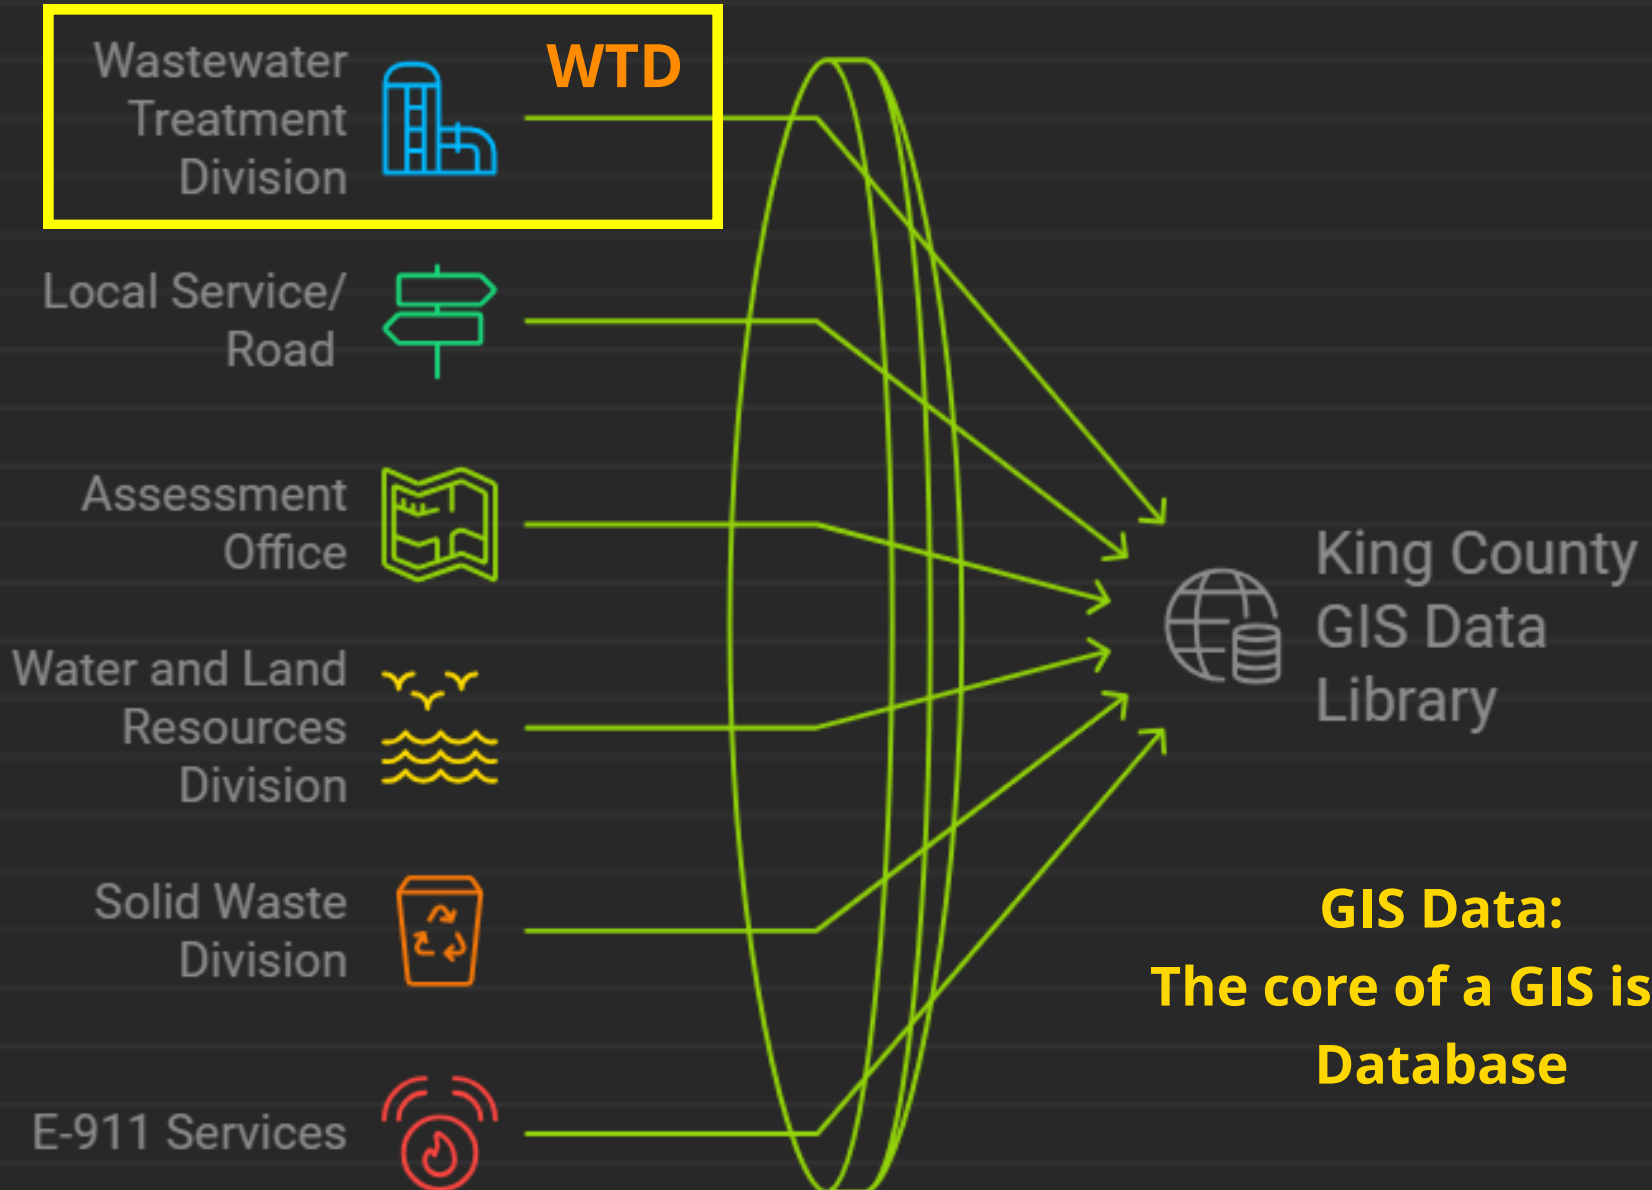 Wastewater
Treatment
Division
WTD
Local Service/
Road
Assessment
Office
Water and Land
Resources
Division
Solid Waste
Division
E-911 Services
King County
GIS Data
Library
GIS Data:
The core of a GIS is
Database